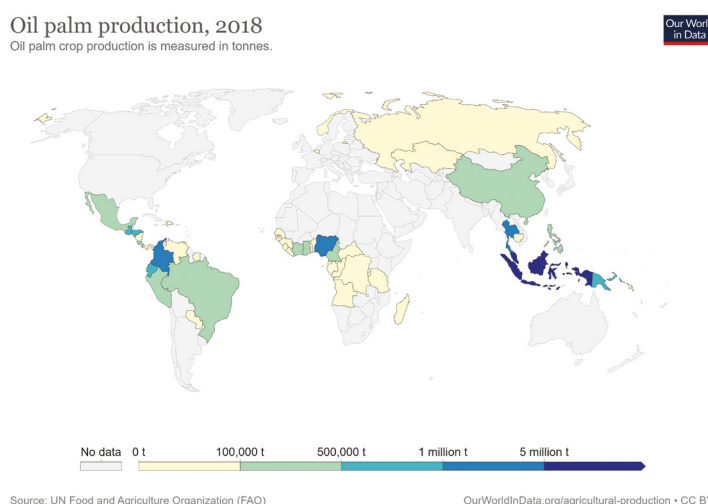 Oil palm production, 2018
Oil palm crop production is measured in tonnes.
Our Worl
in Data
No data 0 t 100,000 t 500,000 t 1 million t 5 million t
Source: UN Food and Agriculture Organization (FAO) OurWorldInData.org/agricultural-production • CC B